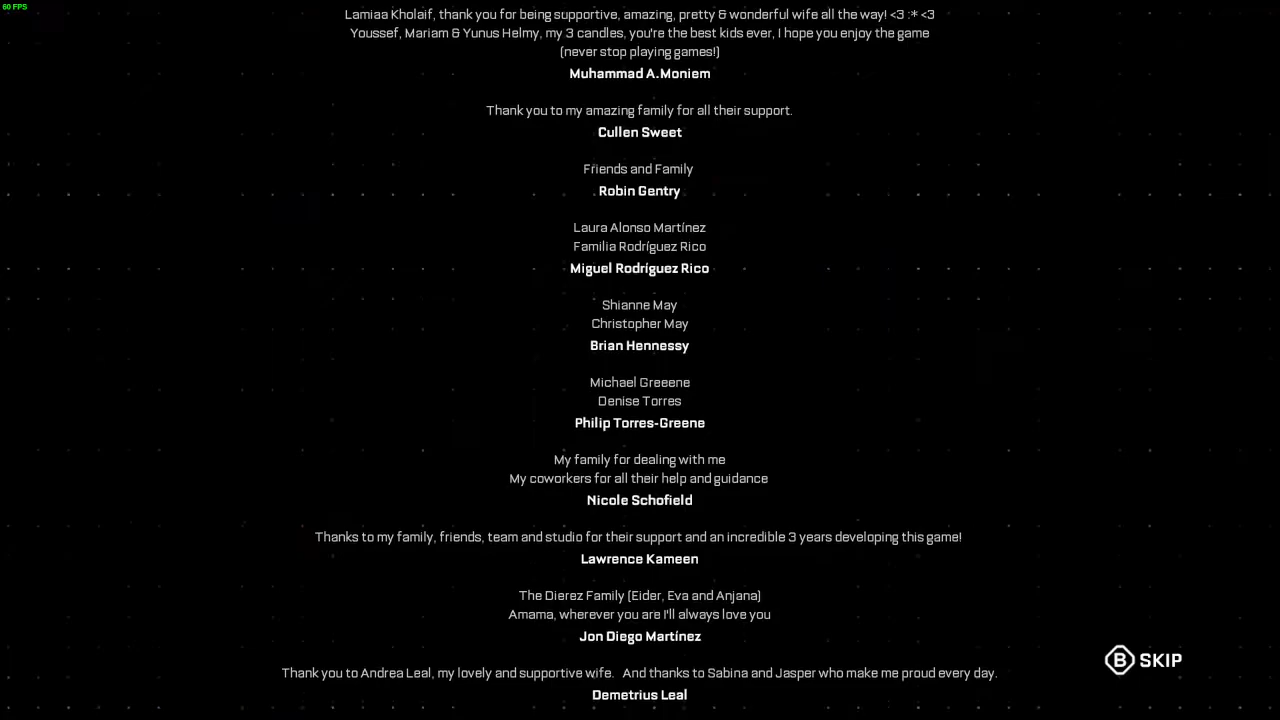 60 FPS
Lamiaa Kholaif, thank you for being supportive, amazing, pretty & wonderful wife all the way! <3 :* <3
Youssef, Mariam & Yunus Helmy, my 3 candles, you're the best kids ever, I hope you enjoy the game
(never stop playing games!)
Muhammad A.Moniem
Thank you to my amazing family for all their support.
Cullen Sweet
Friends and Family
Robin Gentry
Laura Alonso Martínez
Familia Rodríguez Rico
Miguel Rodríguez Rico
Shianne May
Christopher May
Brian Hennessy
Michael Greeene
Denise Torres
Philip Torres-Greene
My family for dealing with me
My coworkers for all their help and guidance
Nicole Schofield
Thanks to my family, friends, team and studio for their support and an incredible 3 years developing this game!
Lawrence Kameen
The Dierez Family (Eider, Eva and Anjana)
Amama, wherever you are I'll always love you
Jon Diego Martínez
B SKIP
Thank you to Andrea Leal, my lovely and supportive wife.  And thanks to Sabina and Jasper who make me proud every day.
Demetrius Leal